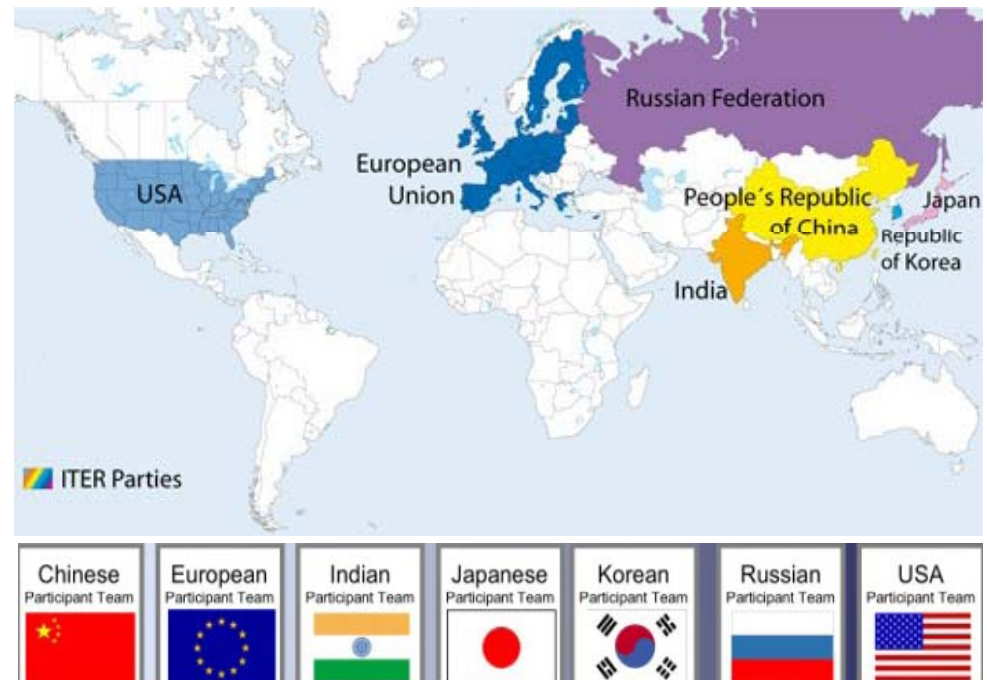 Russian Federation
European
Union
USA
People´s Republic
of China
Japan
Republic
of Korea
India
ITER Parties
Chinese
Participant Team
European
Participant Team
Indian
Participant Team
Japanese
Participant Team
Korean
Participant Team
Russian
Participant Team
USA
Participant Team